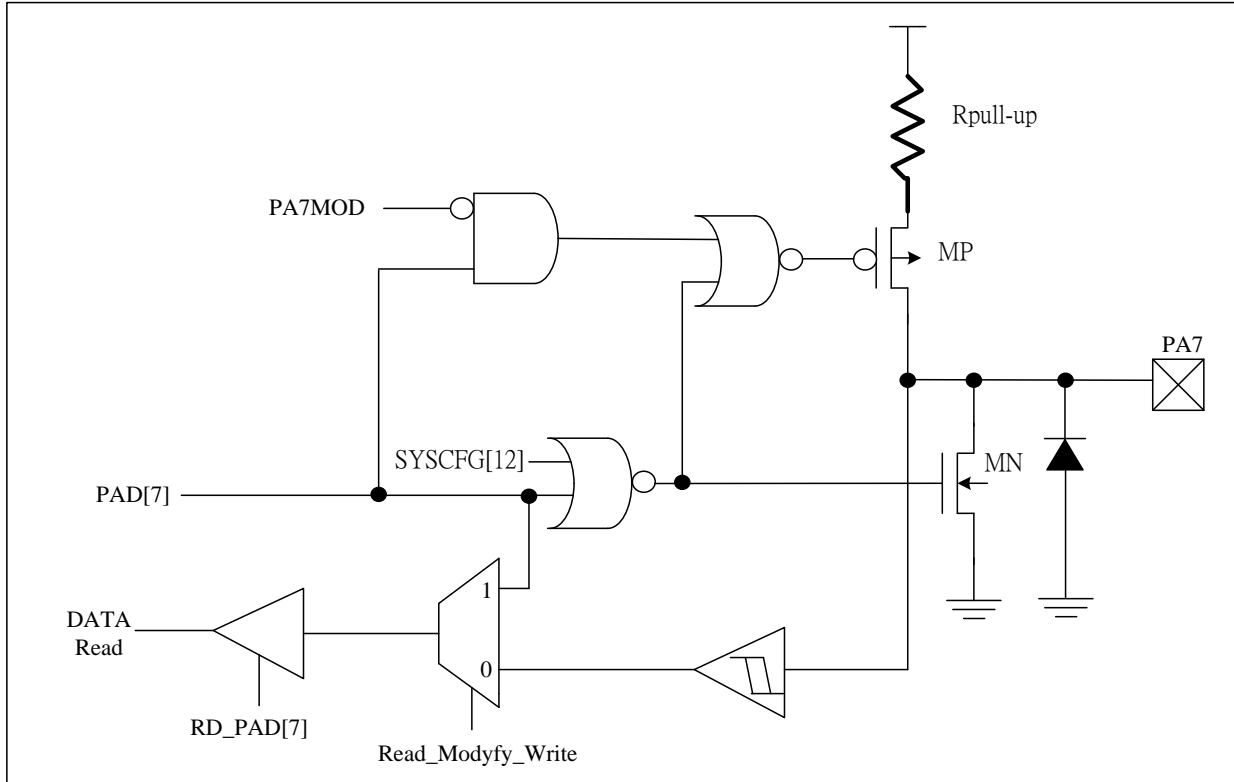 Rpull-up
PA7MOD
MP
PA7
SYSCFG[12]
MN
PAD[7]
1
DATA
Read
0
RD_PAD[7]
Read_Modyfy_Write